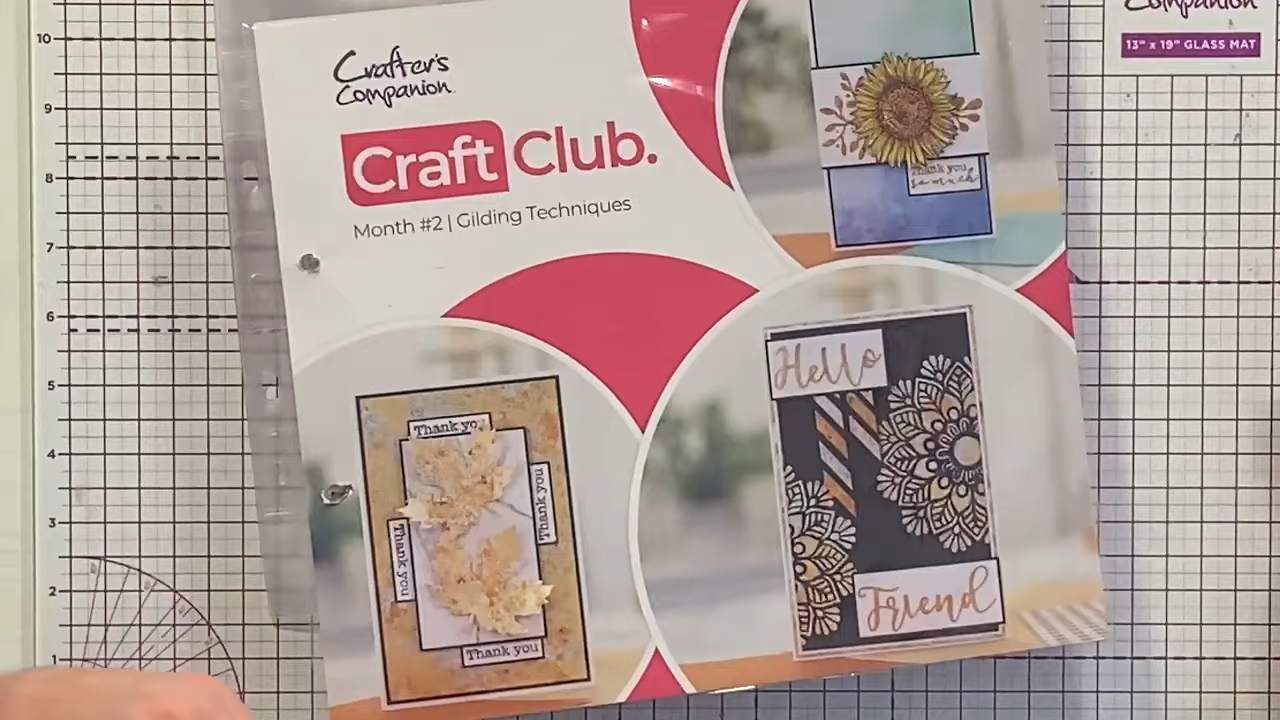 Crafter's
Companion
Craft Club.
Month #2 | Gilding Techniques
Companion
13" x 19" GLASS MAT
Thank you
so much
Hello
Friend
Thank yo
Thank you
Thank you
Thank you
10
9
8
7
6
5
4
3
2
1